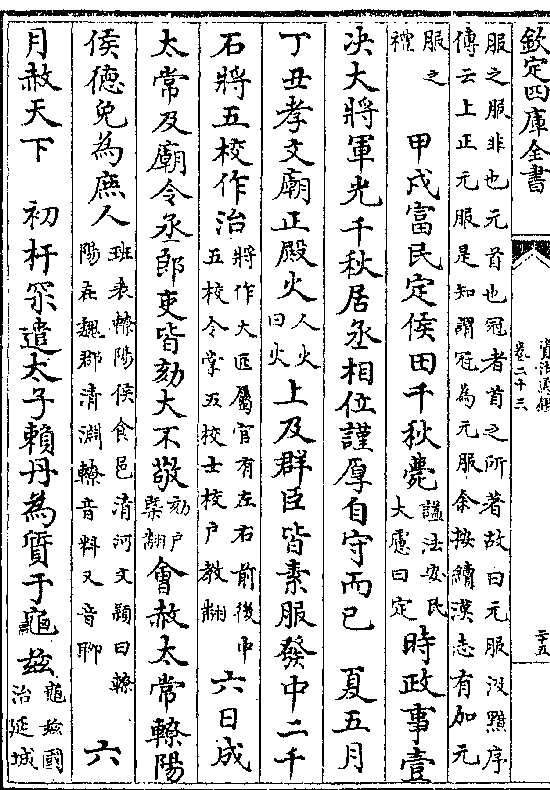 欽定四庫全書
資治通鑑
卷二十三
二十五
服之服非也元首也冠者首之所著故曰元服汲黯序
傳云上正元服是知謂冠為元服余按續漢志有加元
服之
禮
甲戌富民定侯田千秋薨
諡法安民
大慮曰定
時政事壹
决大將軍光千秋居丞相位謹厚自守而已 夏五月
丁丑孝文廟正殿火
人火
曰火
上及群臣皆素服發中二千
石將五校作治
將作大匠屬官有左右前後中
五校令掌五校士校户教翻
六日成
太常及廟令丞郎吏皆劾大不敬
劾户
槩翻
會赦太常轑陽
侯德免為庶人
班表轑陽侯食邑清河文頴曰轑
陽在魏郡清淵轑音料又音聊
六
月赦天下 初杅罙遣太子賴丹為質于龜兹
龜兹國
治延城